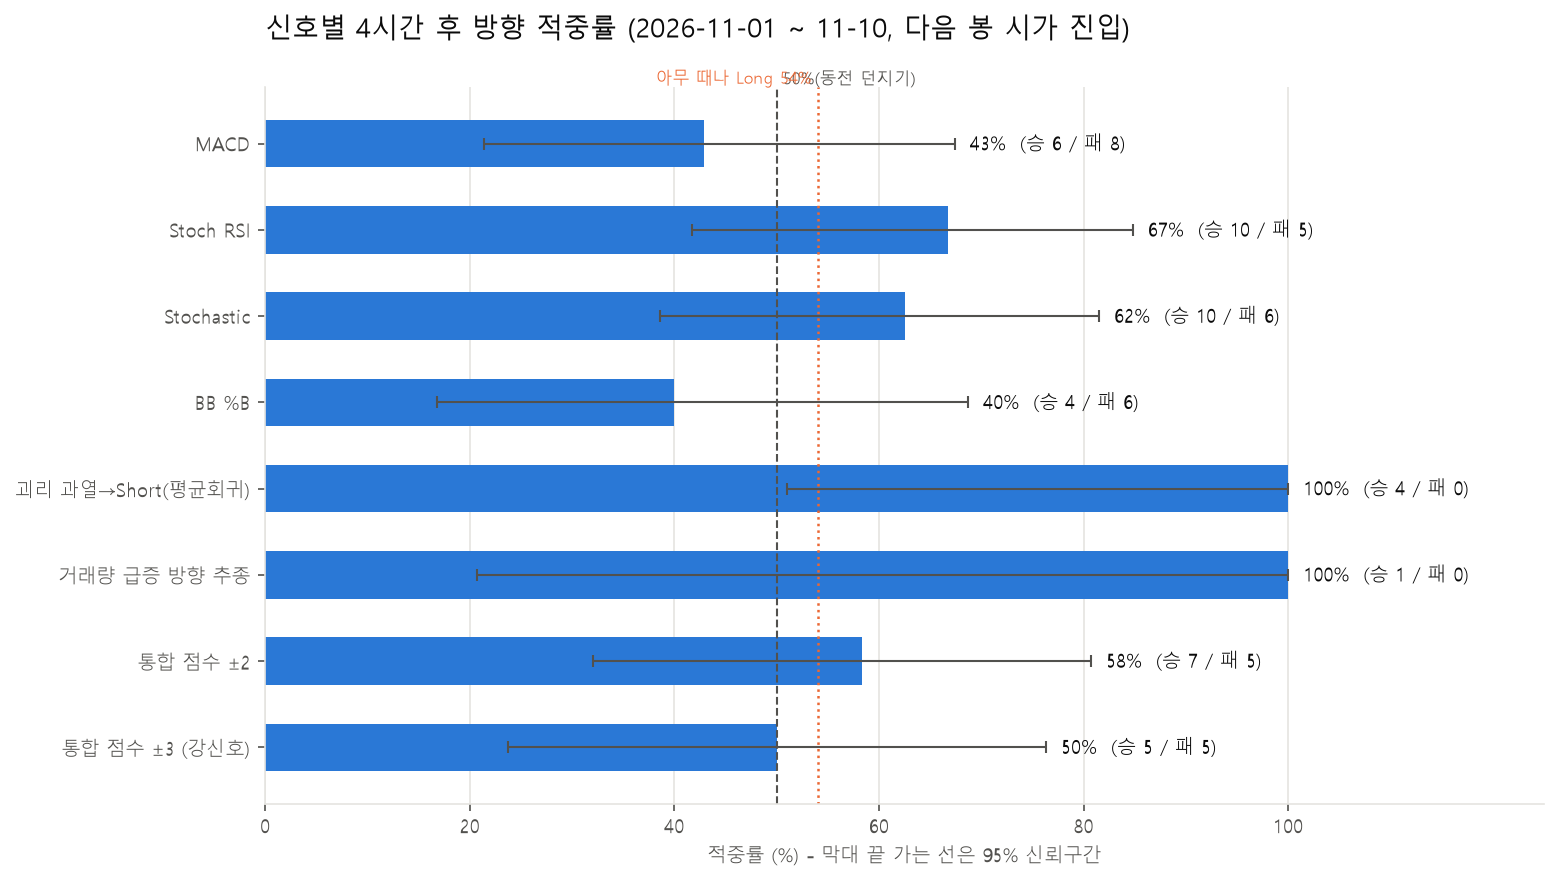 신호별 4시간 후 방향 적중률 (2026-11-01 ~ 11-10, 다음 봉 시가 진입)
아무 때나 Long 54% 50%(동전 던지기)
MACD 43% (승 6 / 패 8)
Stoch RSI 67% (승 10 / 패 5)
Stochastic 62% (승 10 / 패 6)
BB %B 40% (승 4 / 패 6)
괴리 과열→Short(평균회귀) 100% (승 4 / 패 0)
거래량 급증 방향 추종 100% (승 1 / 패 0)
통합 점수 ±2 58% (승 7 / 패 5)
통합 점수 ±3 (강신호) 50% (승 5 / 패 5)
0 20 40 60 80 100
적중률 (%) – 막대 끝 가는 선은 95% 신뢰구간